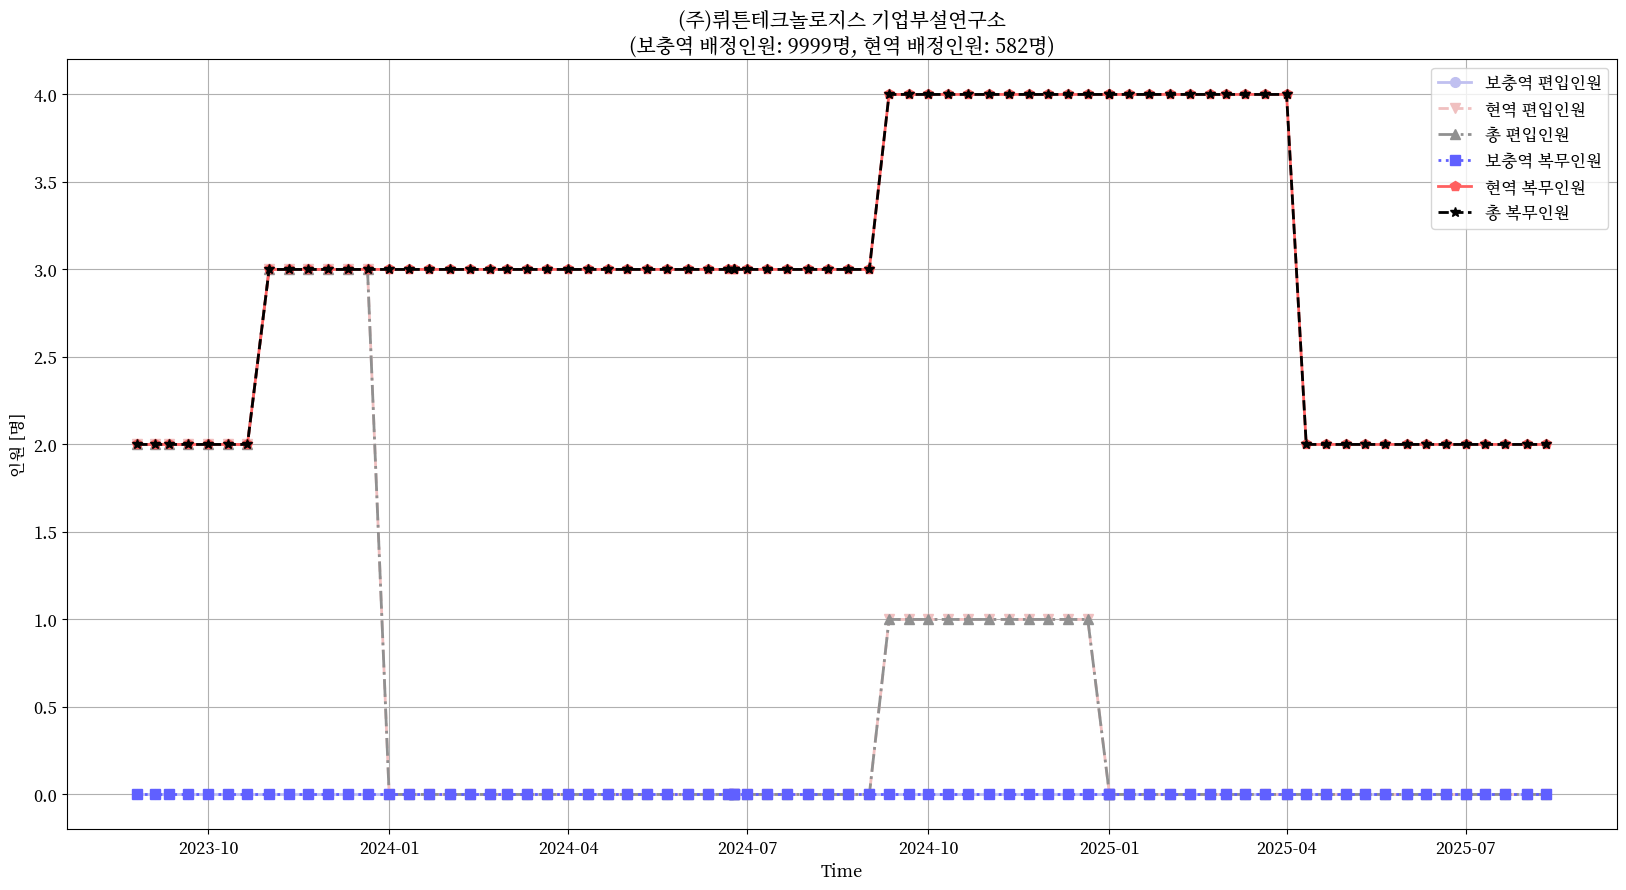 (주)뤼튼테크놀로지스 기업부설연구소
(보충역 배정인원: 9999명, 현역 배정인원: 582명)
보충역 편입인원
현역 편입인원
총 편입인원
보충역 복무인원
현역 복무인원
총 복무인원
인원 [명]
4.0
3.5
3.0
2.5
2.0
1.5
1.0
0.5
0.0
2023-10
2024-01
2024-04
2024-07
2024-10
2025-01
2025-04
2025-07
Time